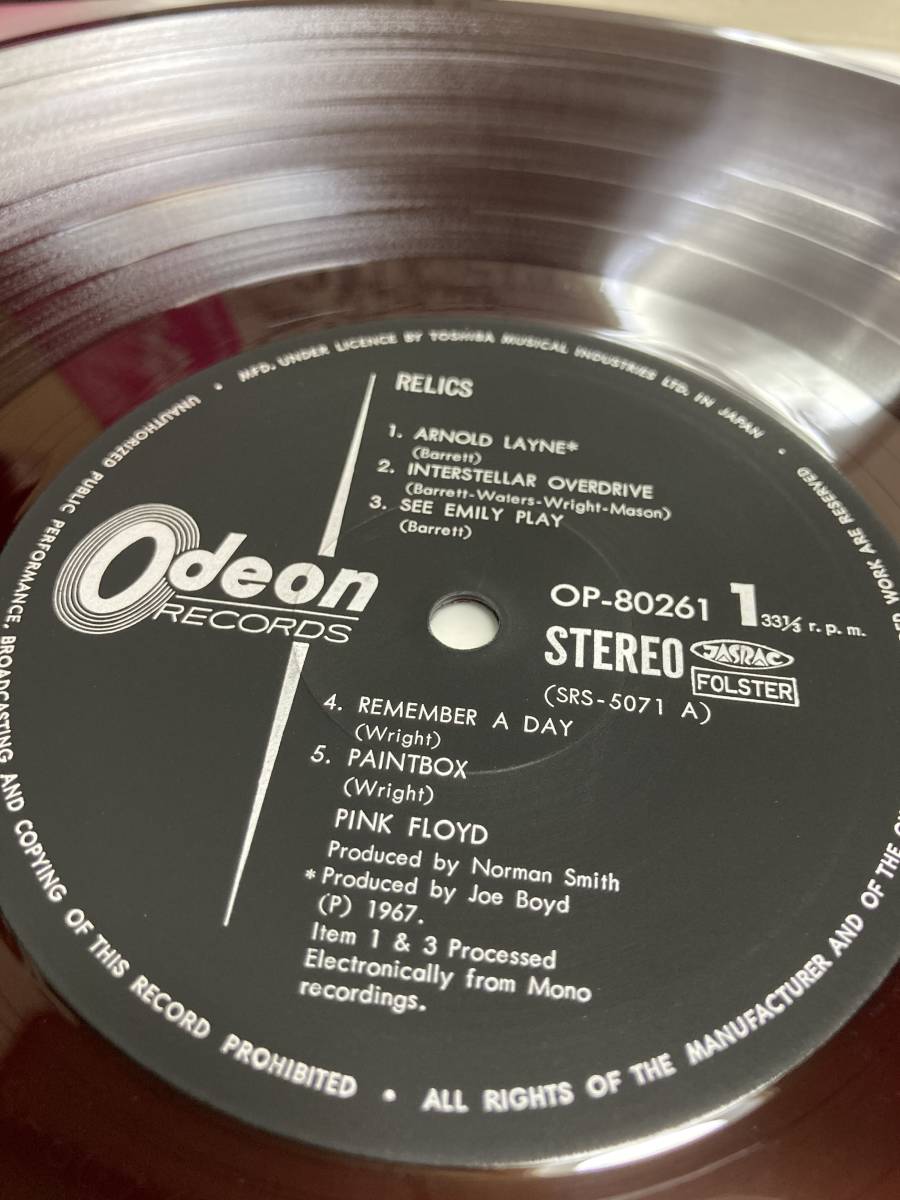 MFD. UNDER LICENCE BY TOSHIBA MUSICAL INDUSTRIES LTD. IN JAPAN •
RELICS
1. ARNOLD LAYNE*
(Barrett)
2. INTERSTELLAR OVERDRIVE
(Barrett-Waters-Wright-Mason)
3. SEE EMILY PLAY
(Barrett)
Odeon
RECORDS
OP-80261 1 33⅓ r.p.m.
STEREO JASRAC
FOLSTER
(SRS-5071 A)
4. REMEMBER A DAY
(Wright)
5. PAINTBOX
(Wright)
PINK FLOYD
Produced by Norman Smith
* Produced by Joe Boyd
(P) 1967.
Item 1 & 3 Processed
Electronically from Mono
recordings.
ALL RIGHTS OF THE MANUFACTURER AND OF THE
WORK ARE RESERVED
• UNAUTHORIZED PUBLIC PERFORMANCE, BROADCASTING AND COPYING OF THIS RECORD PROHIBITED •